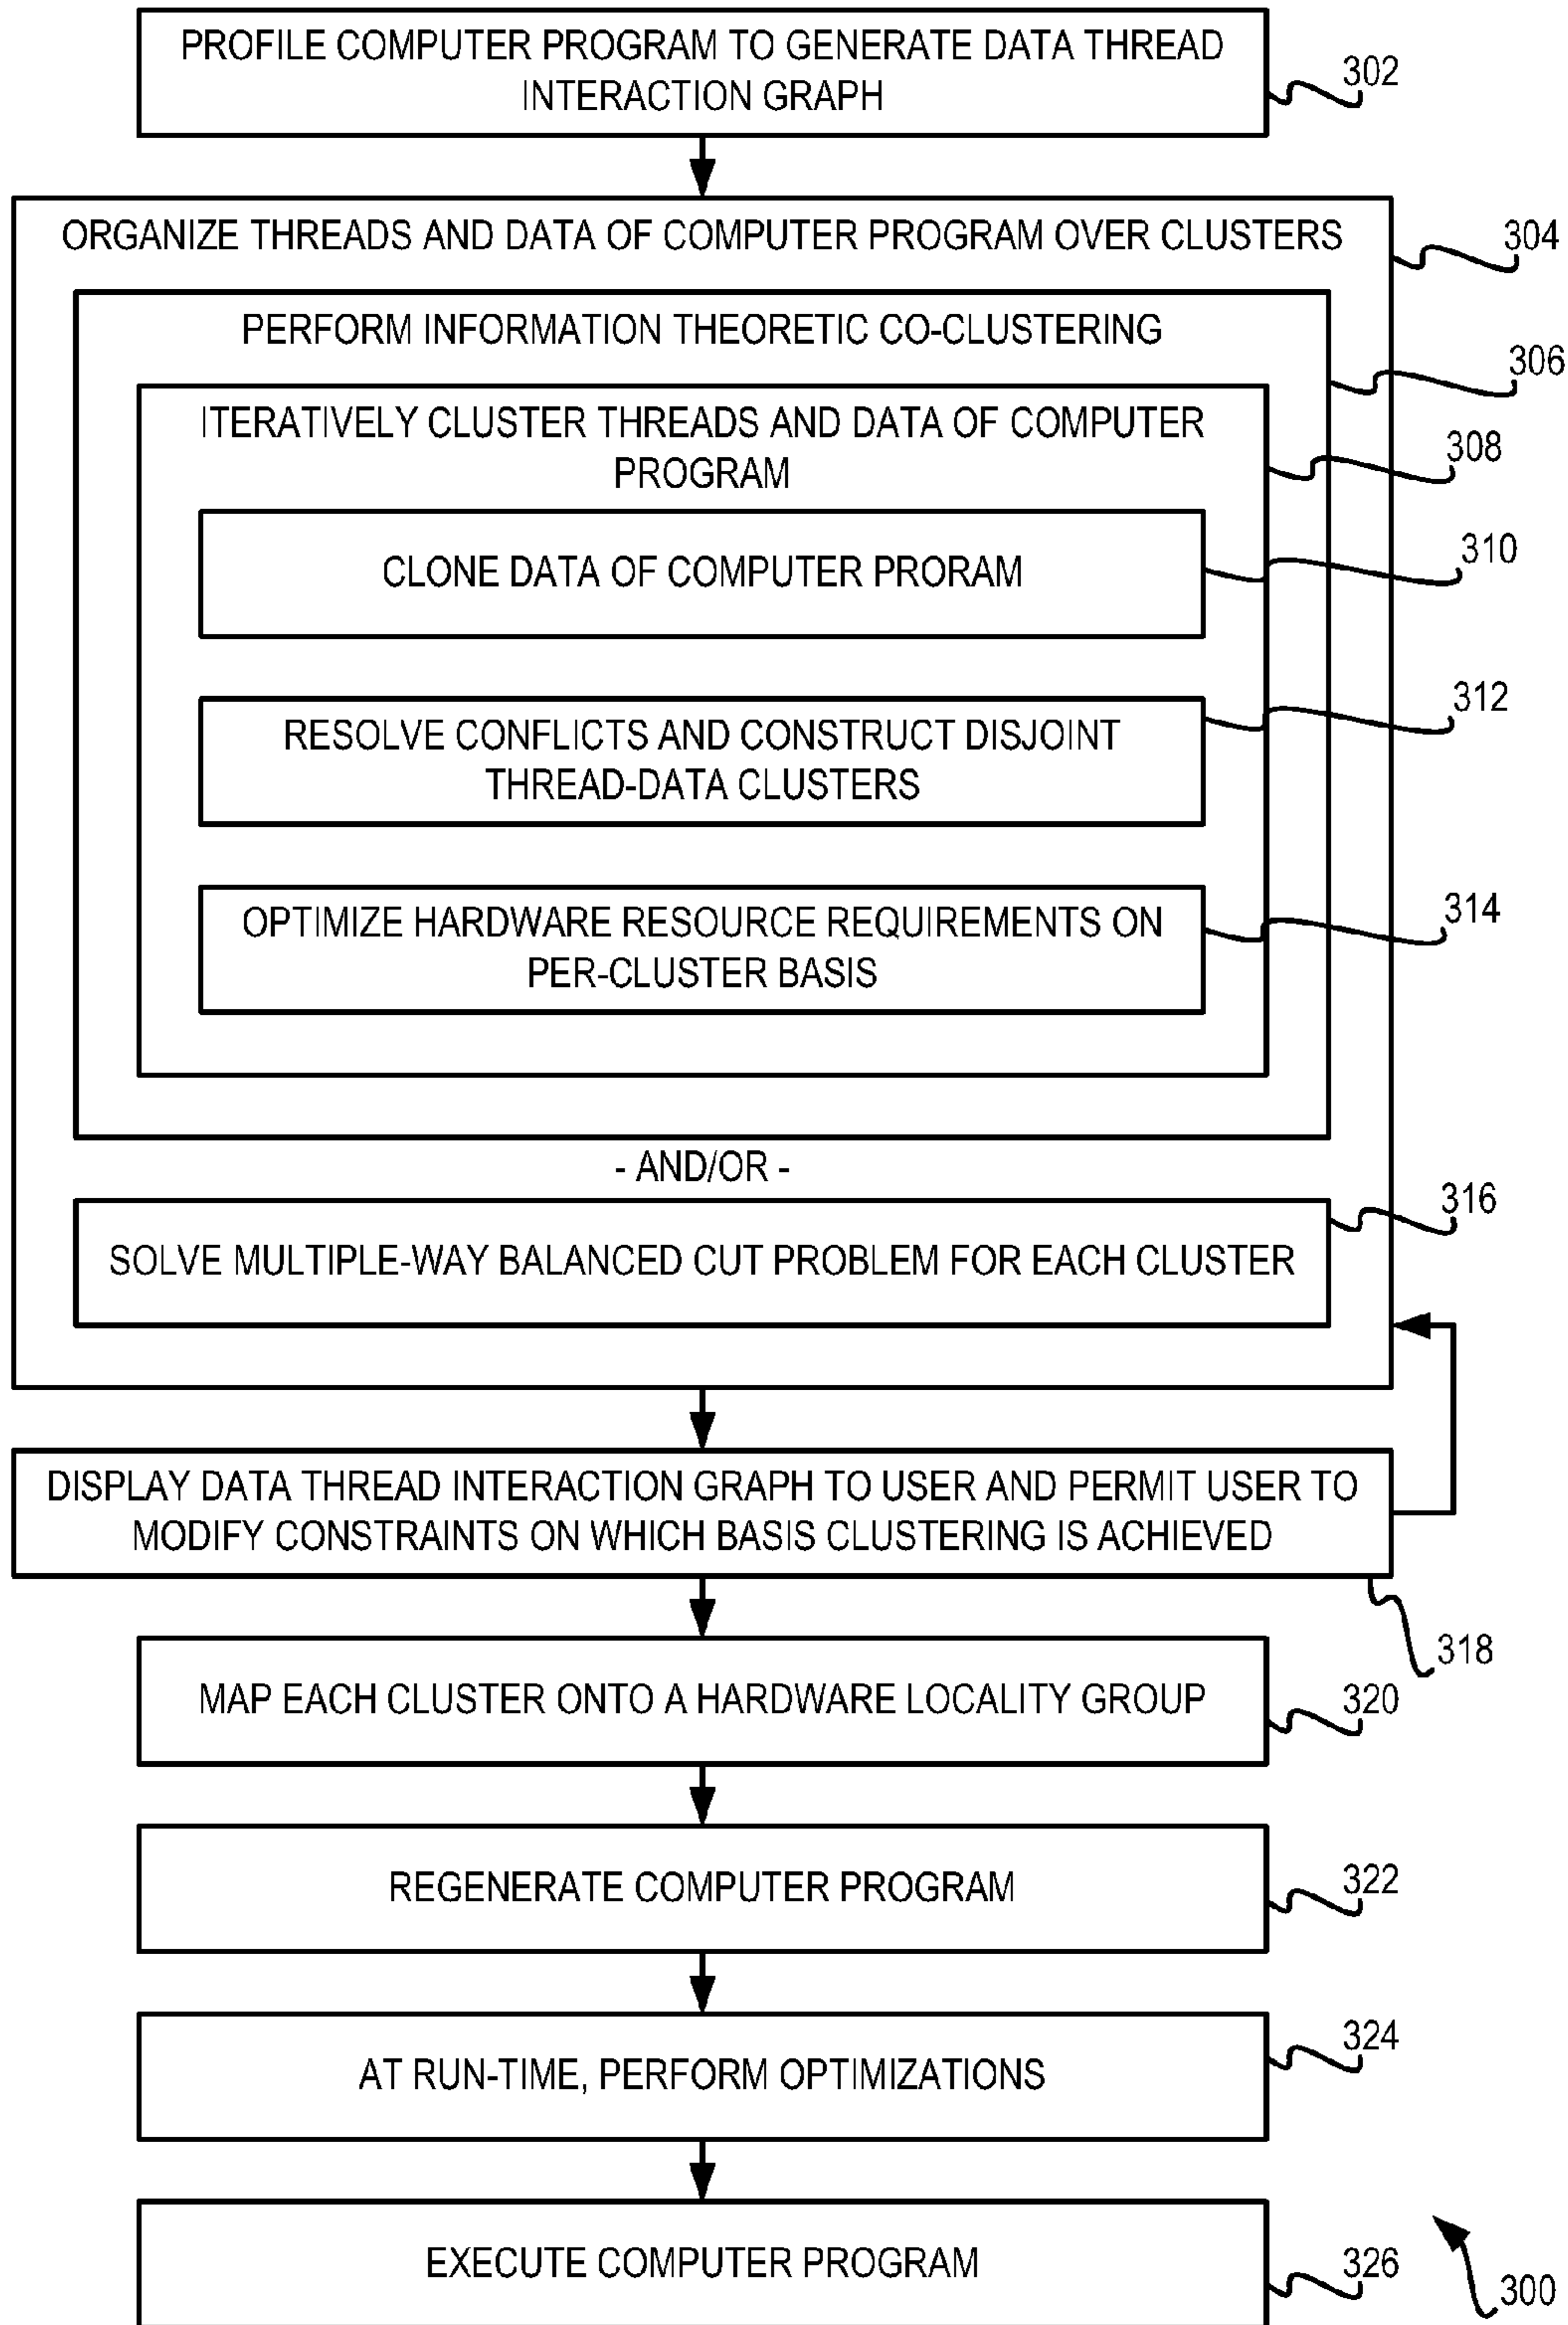 PROFILE COMPUTER PROGRAM TO GENERATE DATA THREAD
INTERACTION GRAPH
302
ORGANIZE THREADS AND DATA OF COMPUTER PROGRAM OVER CLUSTERS
304
PERFORM INFORMATION THEORETIC CO-CLUSTERING
306
ITERATIVELY CLUSTER THREADS AND DATA OF COMPUTER
PROGRAM
308
CLONE DATA OF COMPUTER PRORAM
310
RESOLVE CONFLICTS AND CONSTRUCT DISJOINT
THREAD-DATA CLUSTERS
312
OPTIMIZE HARDWARE RESOURCE REQUIREMENTS ON
PER-CLUSTER BASIS
314
- AND/OR -
SOLVE MULTIPLE-WAY BALANCED CUT PROBLEM FOR EACH CLUSTER
316
DISPLAY DATA THREAD INTERACTION GRAPH TO USER AND PERMIT USER TO
MODIFY CONSTRAINTS ON WHICH BASIS CLUSTERING IS ACHIEVED
318
MAP EACH CLUSTER ONTO A HARDWARE LOCALITY GROUP
320
REGENERATE COMPUTER PROGRAM
322
AT RUN-TIME, PERFORM OPTIMIZATIONS
324
EXECUTE COMPUTER PROGRAM
326
300